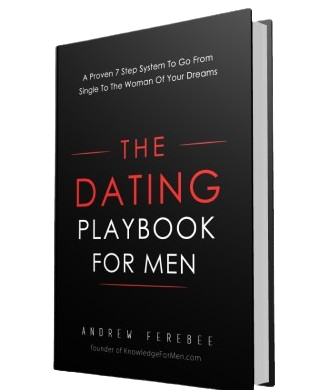 A Proven 7 Step System To Go From
Single To The Woman Of Your Dreams
THE
DATING
PLAYBOOK
FOR MEN
ANDREW FEREBEE
founder of KnowledgeForMen.com